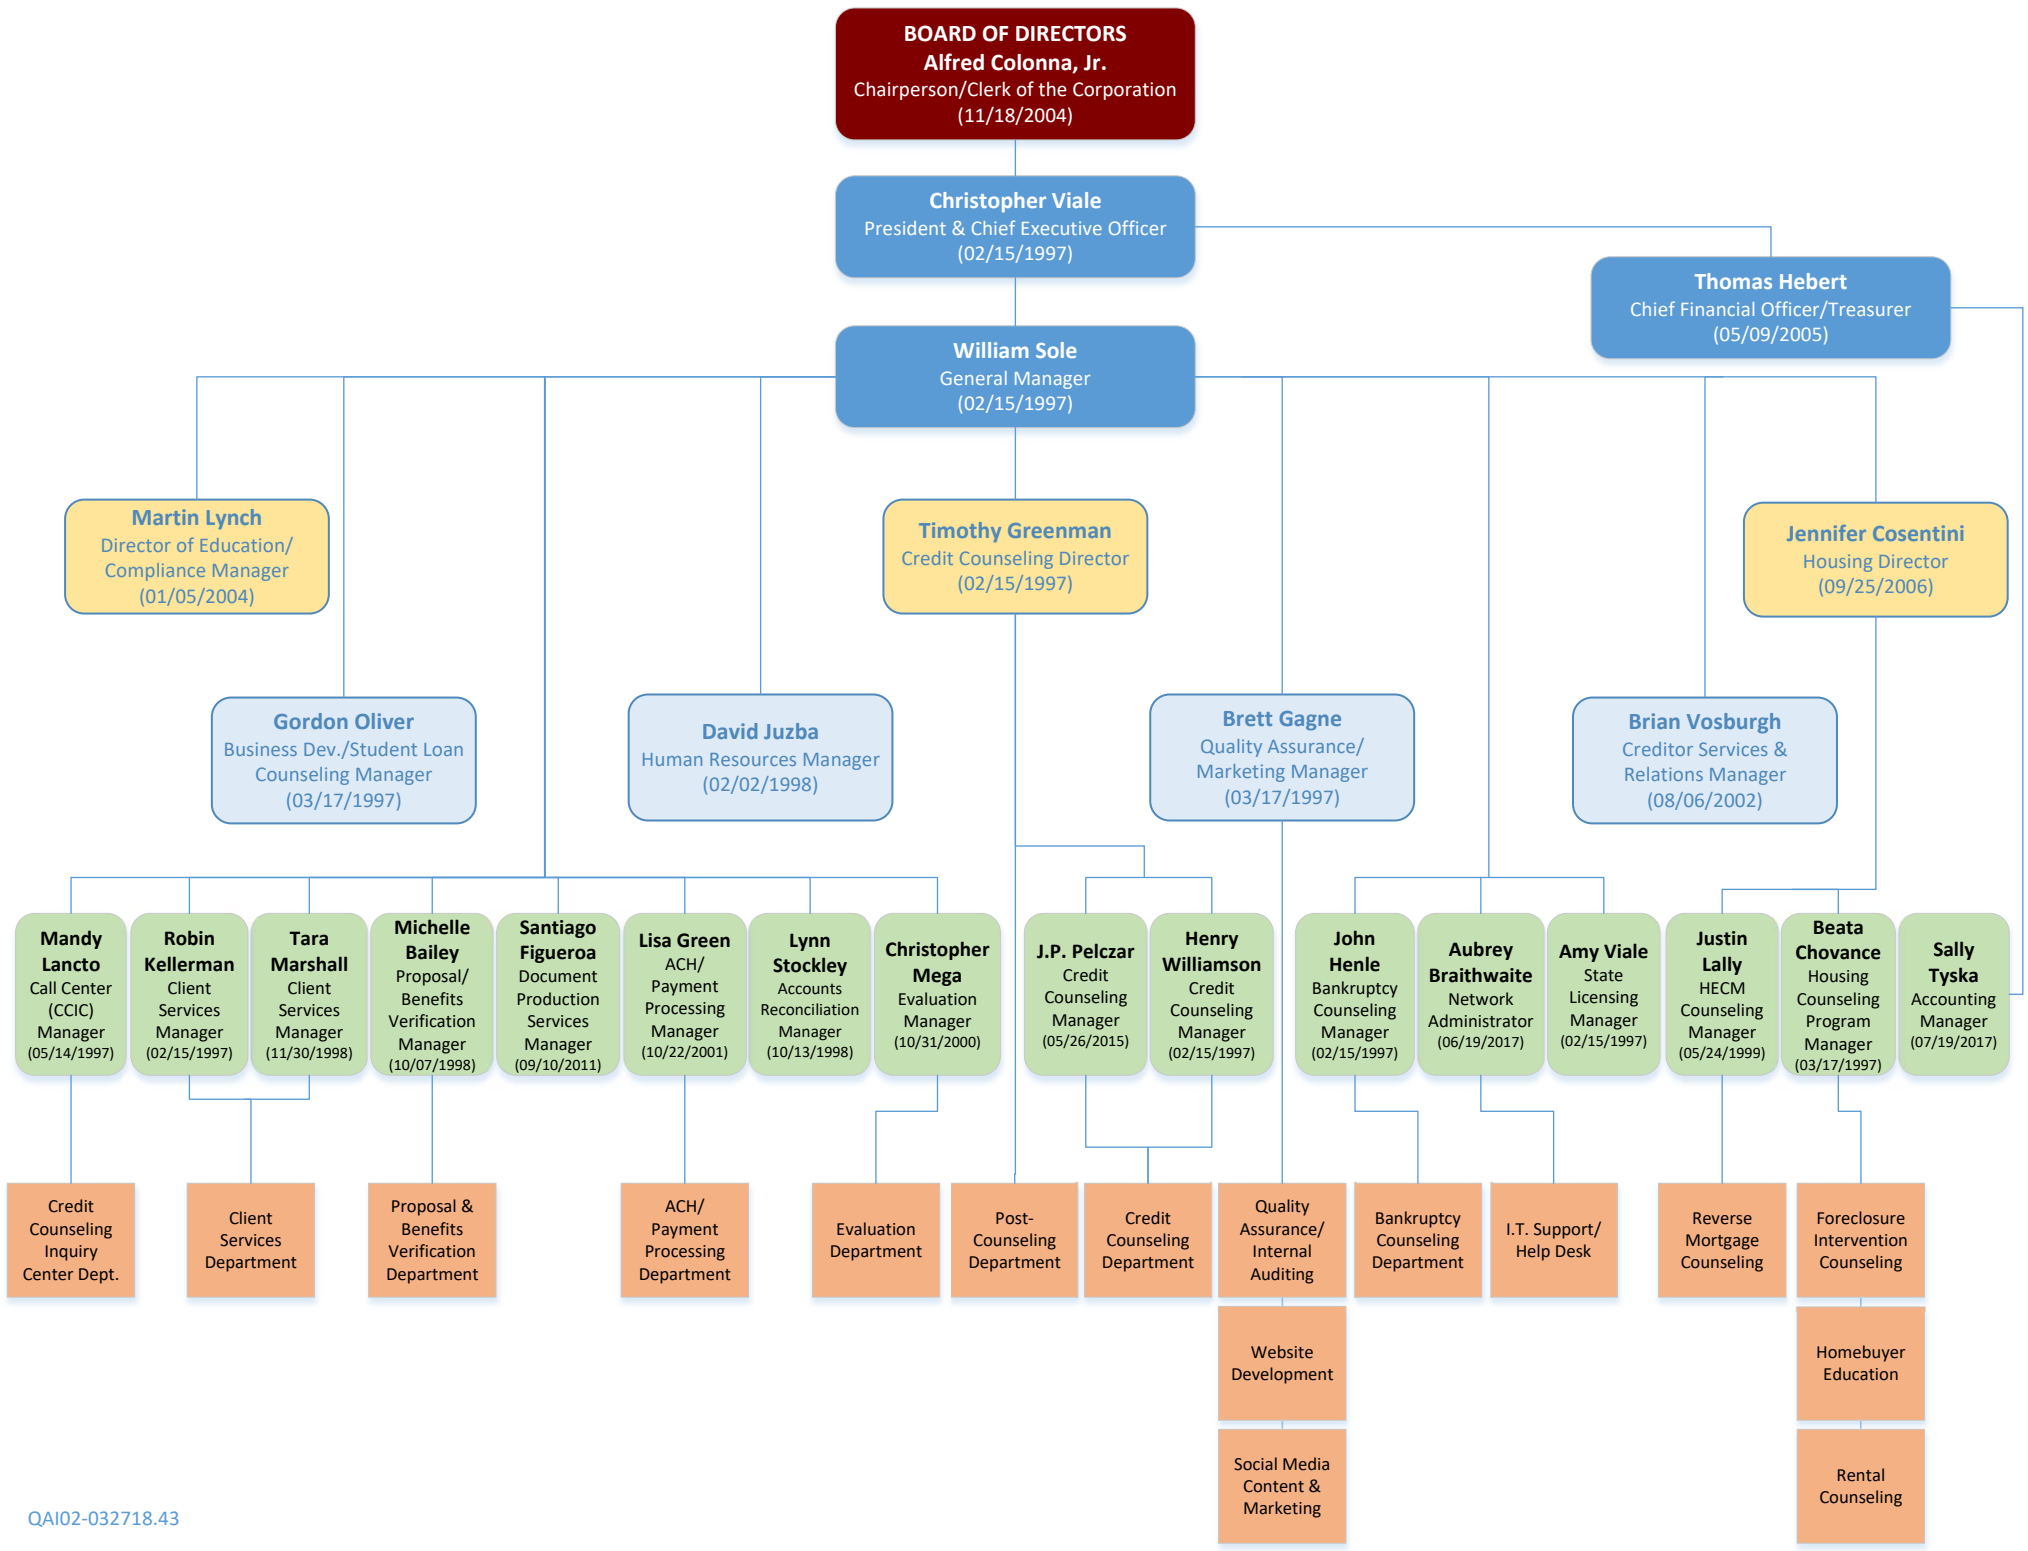 BOARD OF DIRECTORS
Alfred Colonna, Jr.
Chairperson/Clerk of the Corporation
(11/18/2004)
Christopher Viale
President & Chief Executive Officer
(02/15/1997)
Thomas Hebert
Chief Financial Officer/Treasurer
(05/09/2005)
William Sole
General Manager
(02/15/1997)
Martin Lynch
Director of Education/
Compliance Manager
(01/05/2004)
Timothy Greenman
Credit Counseling Director
(02/15/1997)
Jennifer Cosentini
Housing Director
(09/25/2006)
Gordon Oliver
Business Dev./Student Loan
Counseling Manager
(03/17/1997)
David Juzba
Human Resources Manager
(02/02/1998)
Brett Gagne
Quality Assurance/
Marketing Manager
(03/17/1997)
Brian Vosburgh
Creditor Services &
Relations Manager
(08/06/2002)
Mandy
Lancto
Call Center
(CCIC)
Manager
(05/14/1997)
Robin
Kellerman
Client
Services
Manager
(02/15/1997)
Tara
Marshall
Client
Services
Manager
(11/30/1998)
Michelle
Bailey
Proposal/
Benefits
Verification
Manager
(10/07/1998)
Santiago
Figueroa
Document
Production
Services
Manager
(09/10/2011)
Lisa Green
ACH/
Payment
Processing
Manager
(10/22/2001)
Lynn
Stockley
Accounts
Reconciliation
Manager
(10/13/1998)
Christopher
Mega
Evaluation
Manager
(10/31/2000)
J.P. Pelczar
Credit
Counseling
Manager
(05/26/2015)
Henry
Williamson
Credit
Counseling
Manager
(02/15/1997)
John
Henle
Bankruptcy
Counseling
Manager
(02/15/1997)
Aubrey
Braithwaite
Network
Administrator
(06/19/2017)
Amy Viale
State
Licensing
Manager
(02/15/1997)
Justin
Lally
HECM
Counseling
Manager
(05/24/1999)
Beata
Chovance
Housing
Counseling
Program
Manager
(03/17/1997)
Sally
Tyska
Accounting
Manager
(07/19/2017)
Credit
Counseling
Inquiry
Center Dept.
Client
Services
Department
Proposal &
Benefits
Verification
Department
ACH/
Payment
Processing
Department
Evaluation
Department
Post-
Counseling
Department
Credit
Counseling
Department
Quality
Assurance/
Internal
Auditing
Bankruptcy
Counseling
Department
I.T. Support/
Help Desk
Reverse
Mortgage
Counseling
Foreclosure
Intervention
Counseling
Website
Development
Homebuyer
Education
Social Media
Content &
Marketing
Rental
Counseling
QAI02-032718.43